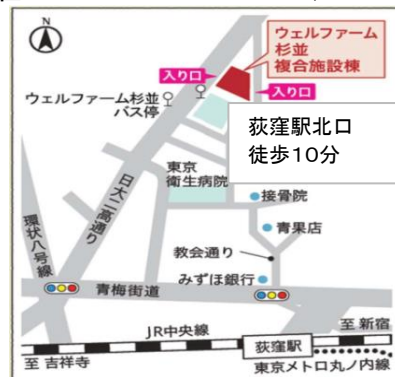 N
ウェルファーム
杉並
複合施設棟
入り口
入り口
ウェルファーム杉並
バス停
荻窪駅北口
徒歩10分
東京
衛生病院
接骨院
日大二高通り
青果店
環状八号線
教会通り
みずほ銀行
青梅街道
JR中央線
至 新宿
荻窪駅
至 吉祥寺
東京メトロ丸ノ内線